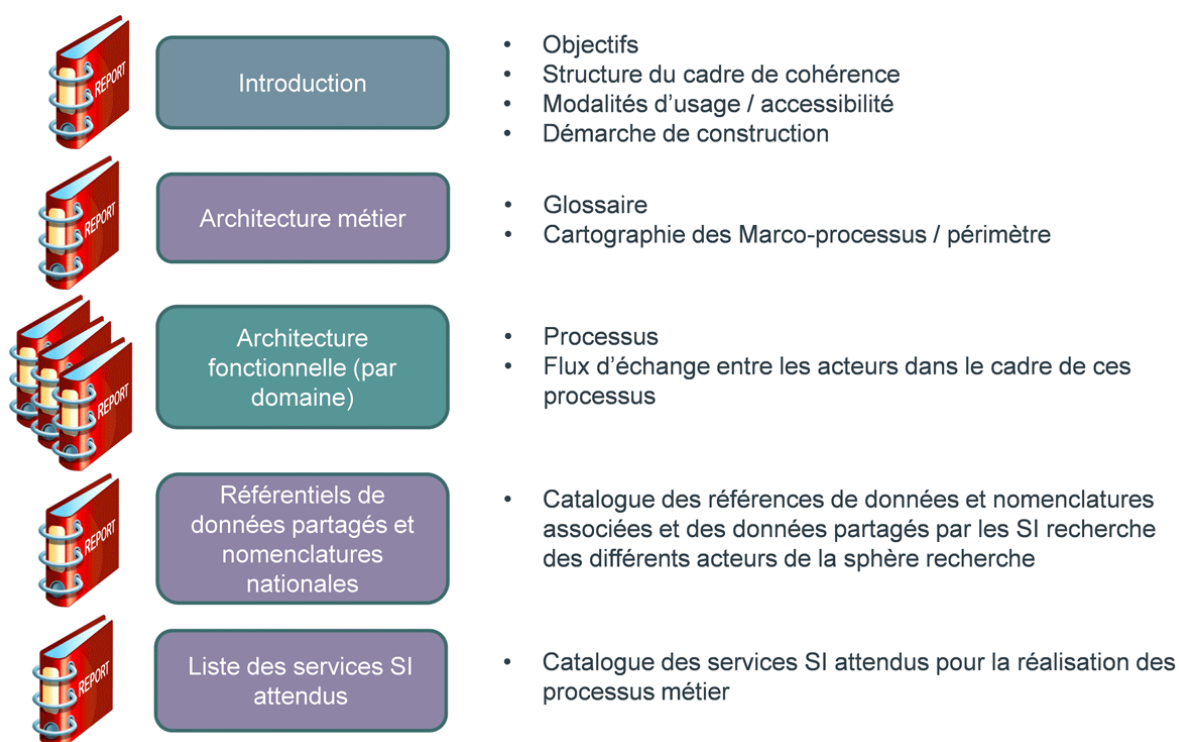 REPORT
Introduction
• Objectifs
• Structure du cadre de cohérence
• Modalités d'usage / accessibilité
• Démarche de construction
REPORT
Architecture métier
• Glossaire
• Cartographie des Marco-processus / périmètre
REPORT
Architecture
fonctionnelle (par
domaine)
• Processus
• Flux d'échange entre les acteurs dans le cadre de ces
processus
REPORT
Référentiels de
données partagés et
nomenclatures
nationales
• Catalogue des références de données et nomenclatures
associées et des données partagés par les SI recherche
des différents acteurs de la sphère recherche
REPORT
Liste des services SI
attendus
• Catalogue des services SI attendus pour la réalisation des
processus métier